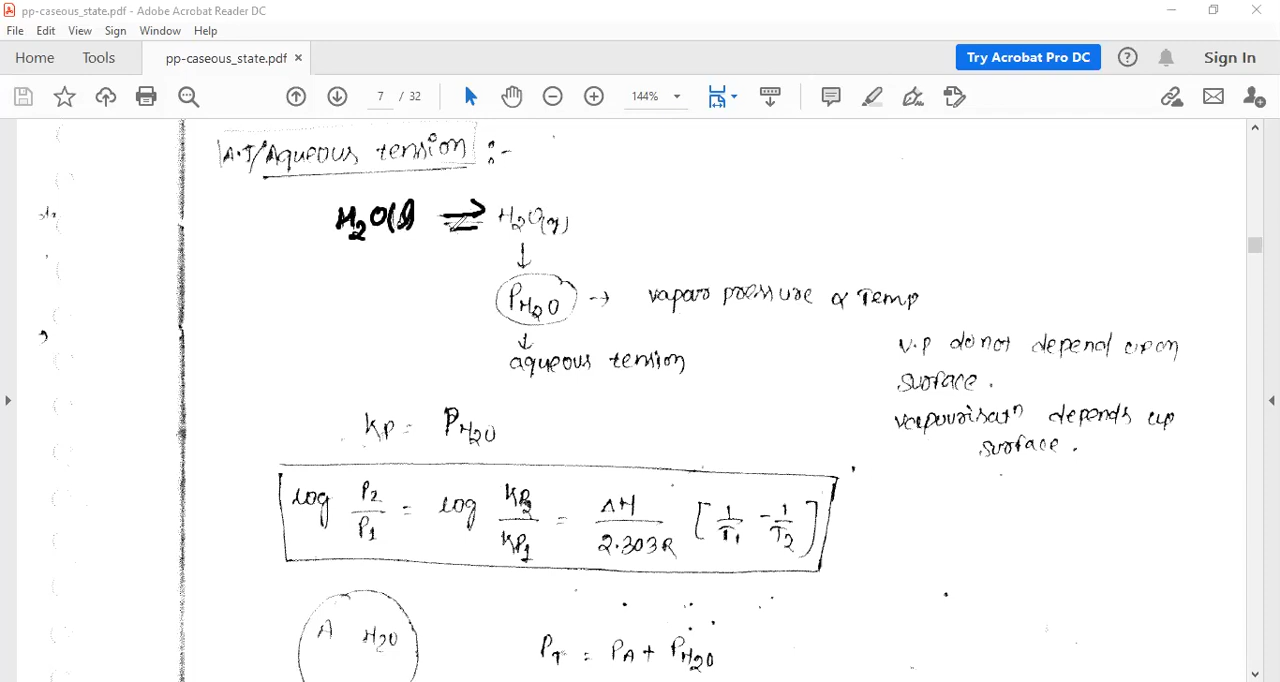 pp-caseous_state.pdf - Adobe Acrobat Reader DC
File Edit View Sign Window Help
Home Tools pp-caseous_state.pdf ×
Try Acrobat Pro DC Sign In
7 / 32 144%
A.T/Aqueous tension :-
H2O(l) ⇌ H2O(g)
↓
PH2O → vapour pressure α Temp
↓
aqueous tension
v.p do not depend upon
surface.
vapourisatn depends up
surface.
KP = PH2O
log P2/P1 = log KP2/KP1 = ΔH/2.303R [1/T1 - 1/T2]
A H2O
PT = PA + PH2O